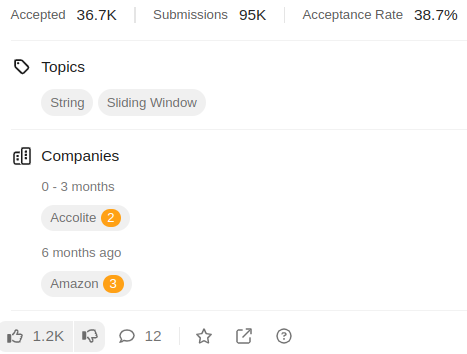 Accepted 36.7K Submissions 95K Acceptance Rate 38.7%
Topics
String Sliding Window
Companies
0 - 3 months
Accolite 2
6 months ago
Amazon 3
1.2K 12